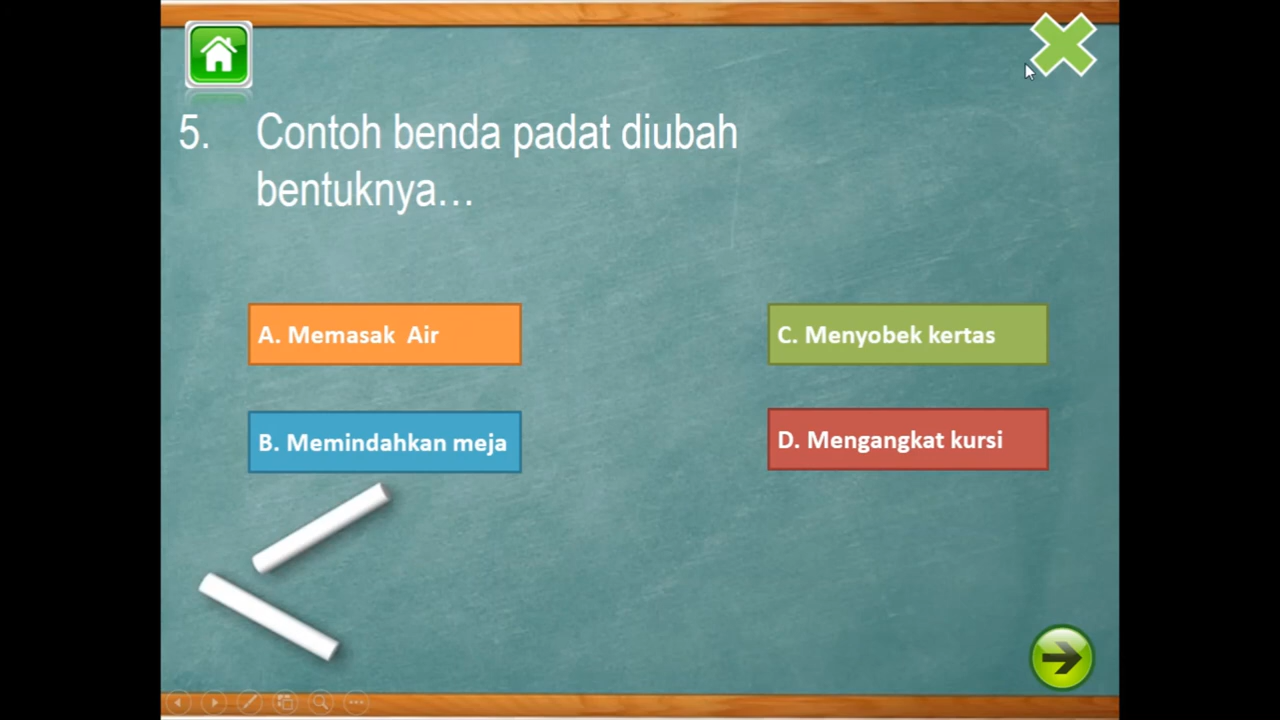 5. Contoh benda padat diubah
bentuknya...
A. Memasak Air
C. Menyobek kertas
B. Memindahkan meja
D. Mengangkat kursi